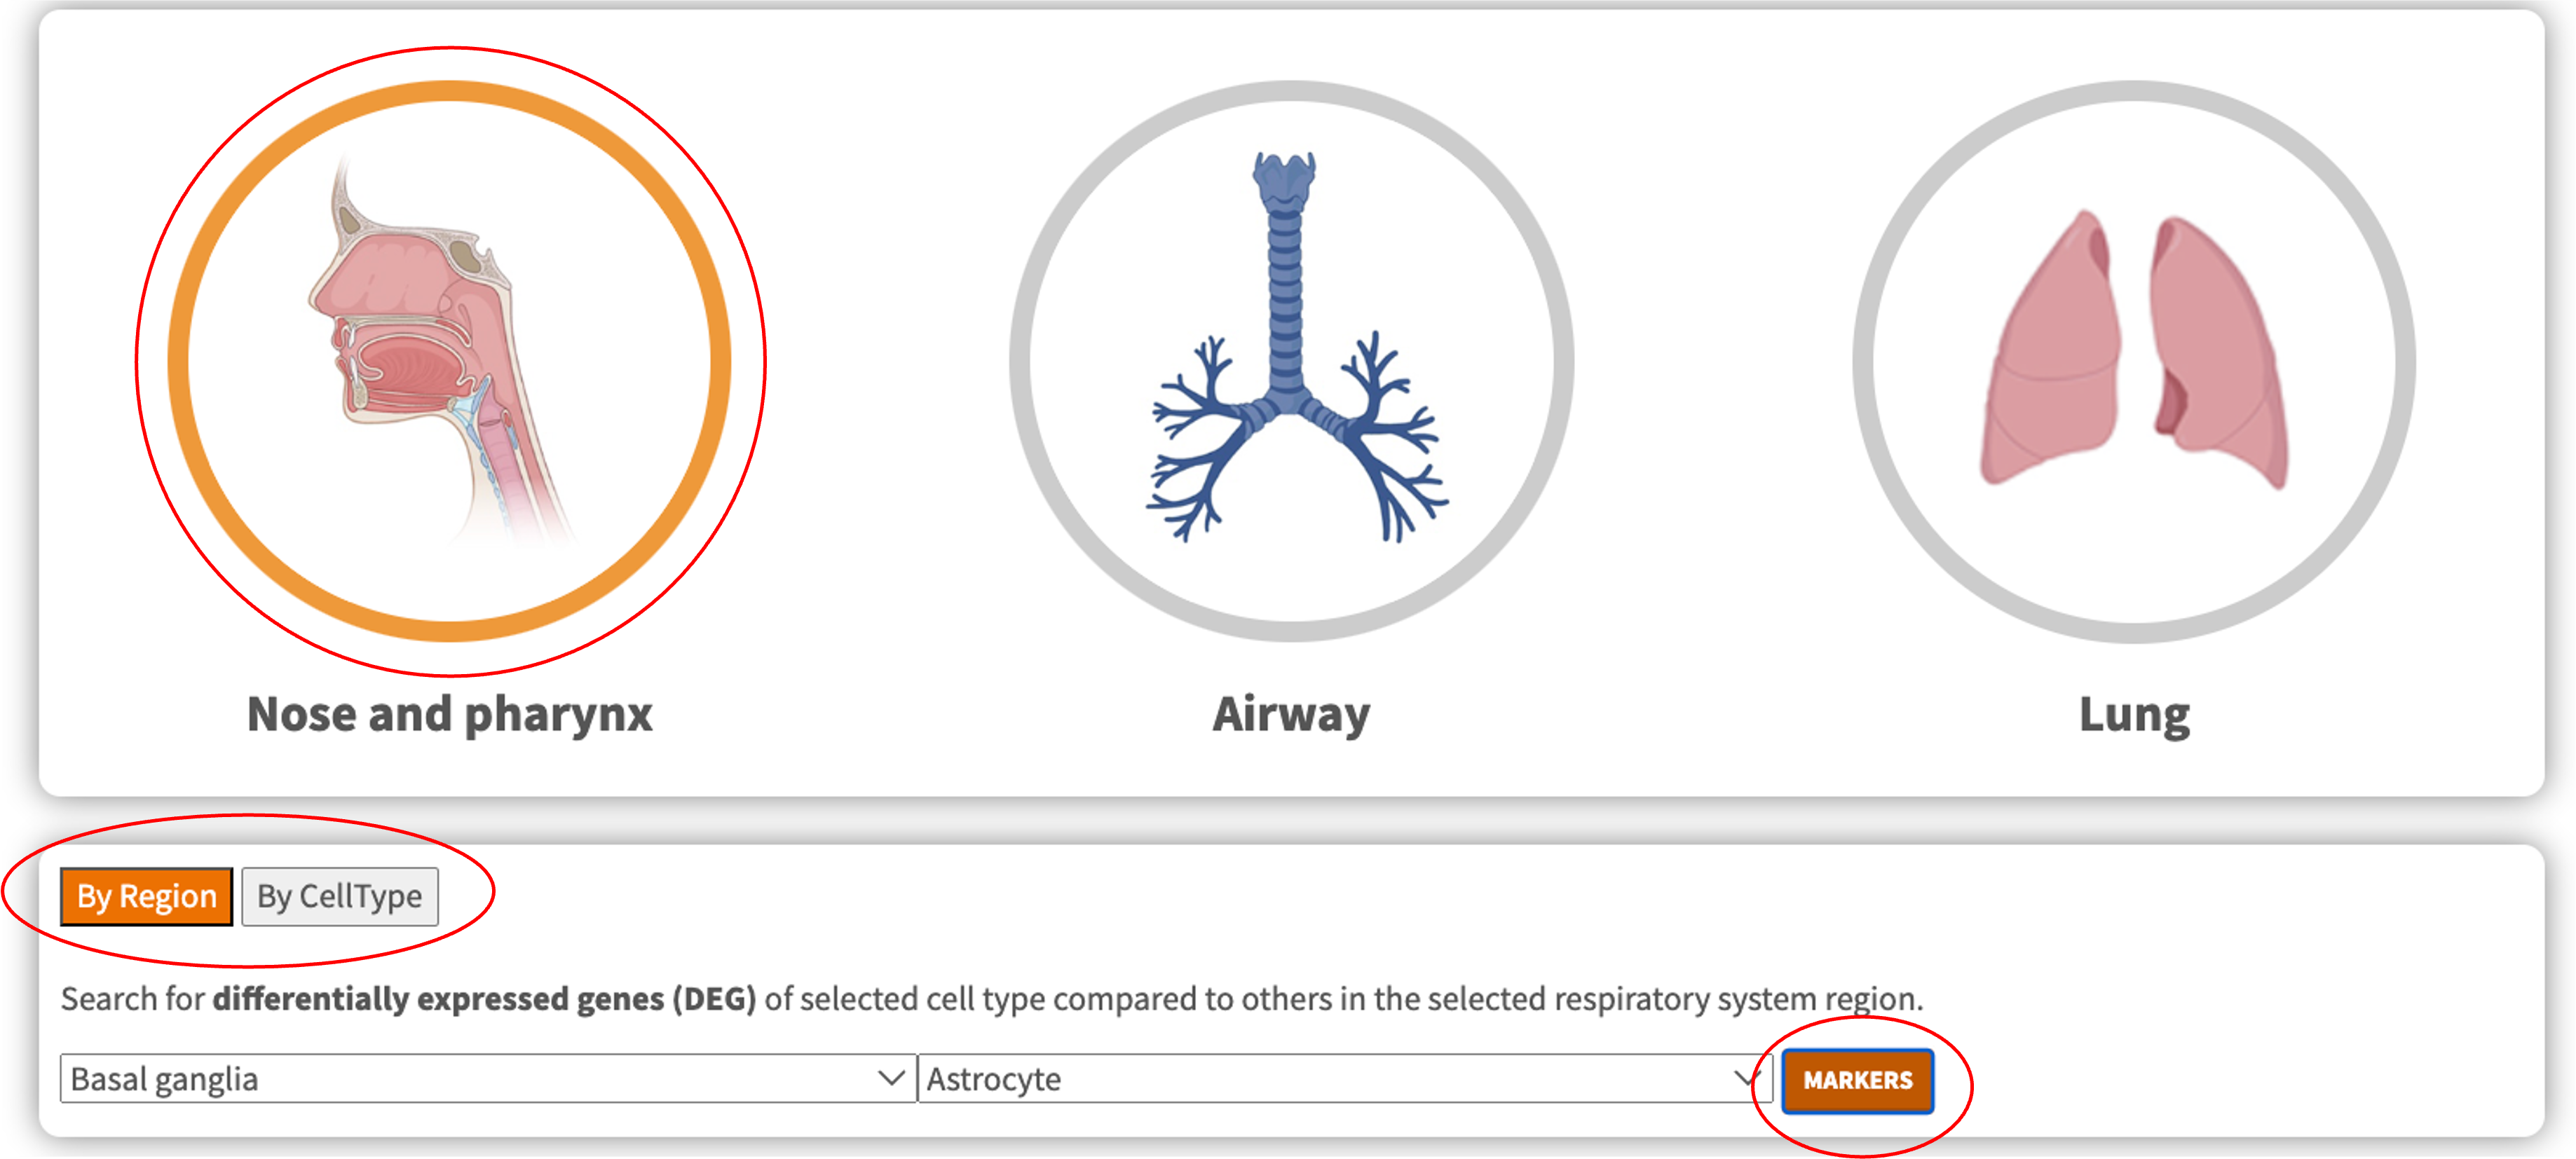 Nose and pharynx
Airway
Lung
By Region
By CellType
Search for differentially expressed genes (DEG) of selected cell type compared to others in the selected respiratory system region.
Basal ganglia
Astrocyte
MARKERS